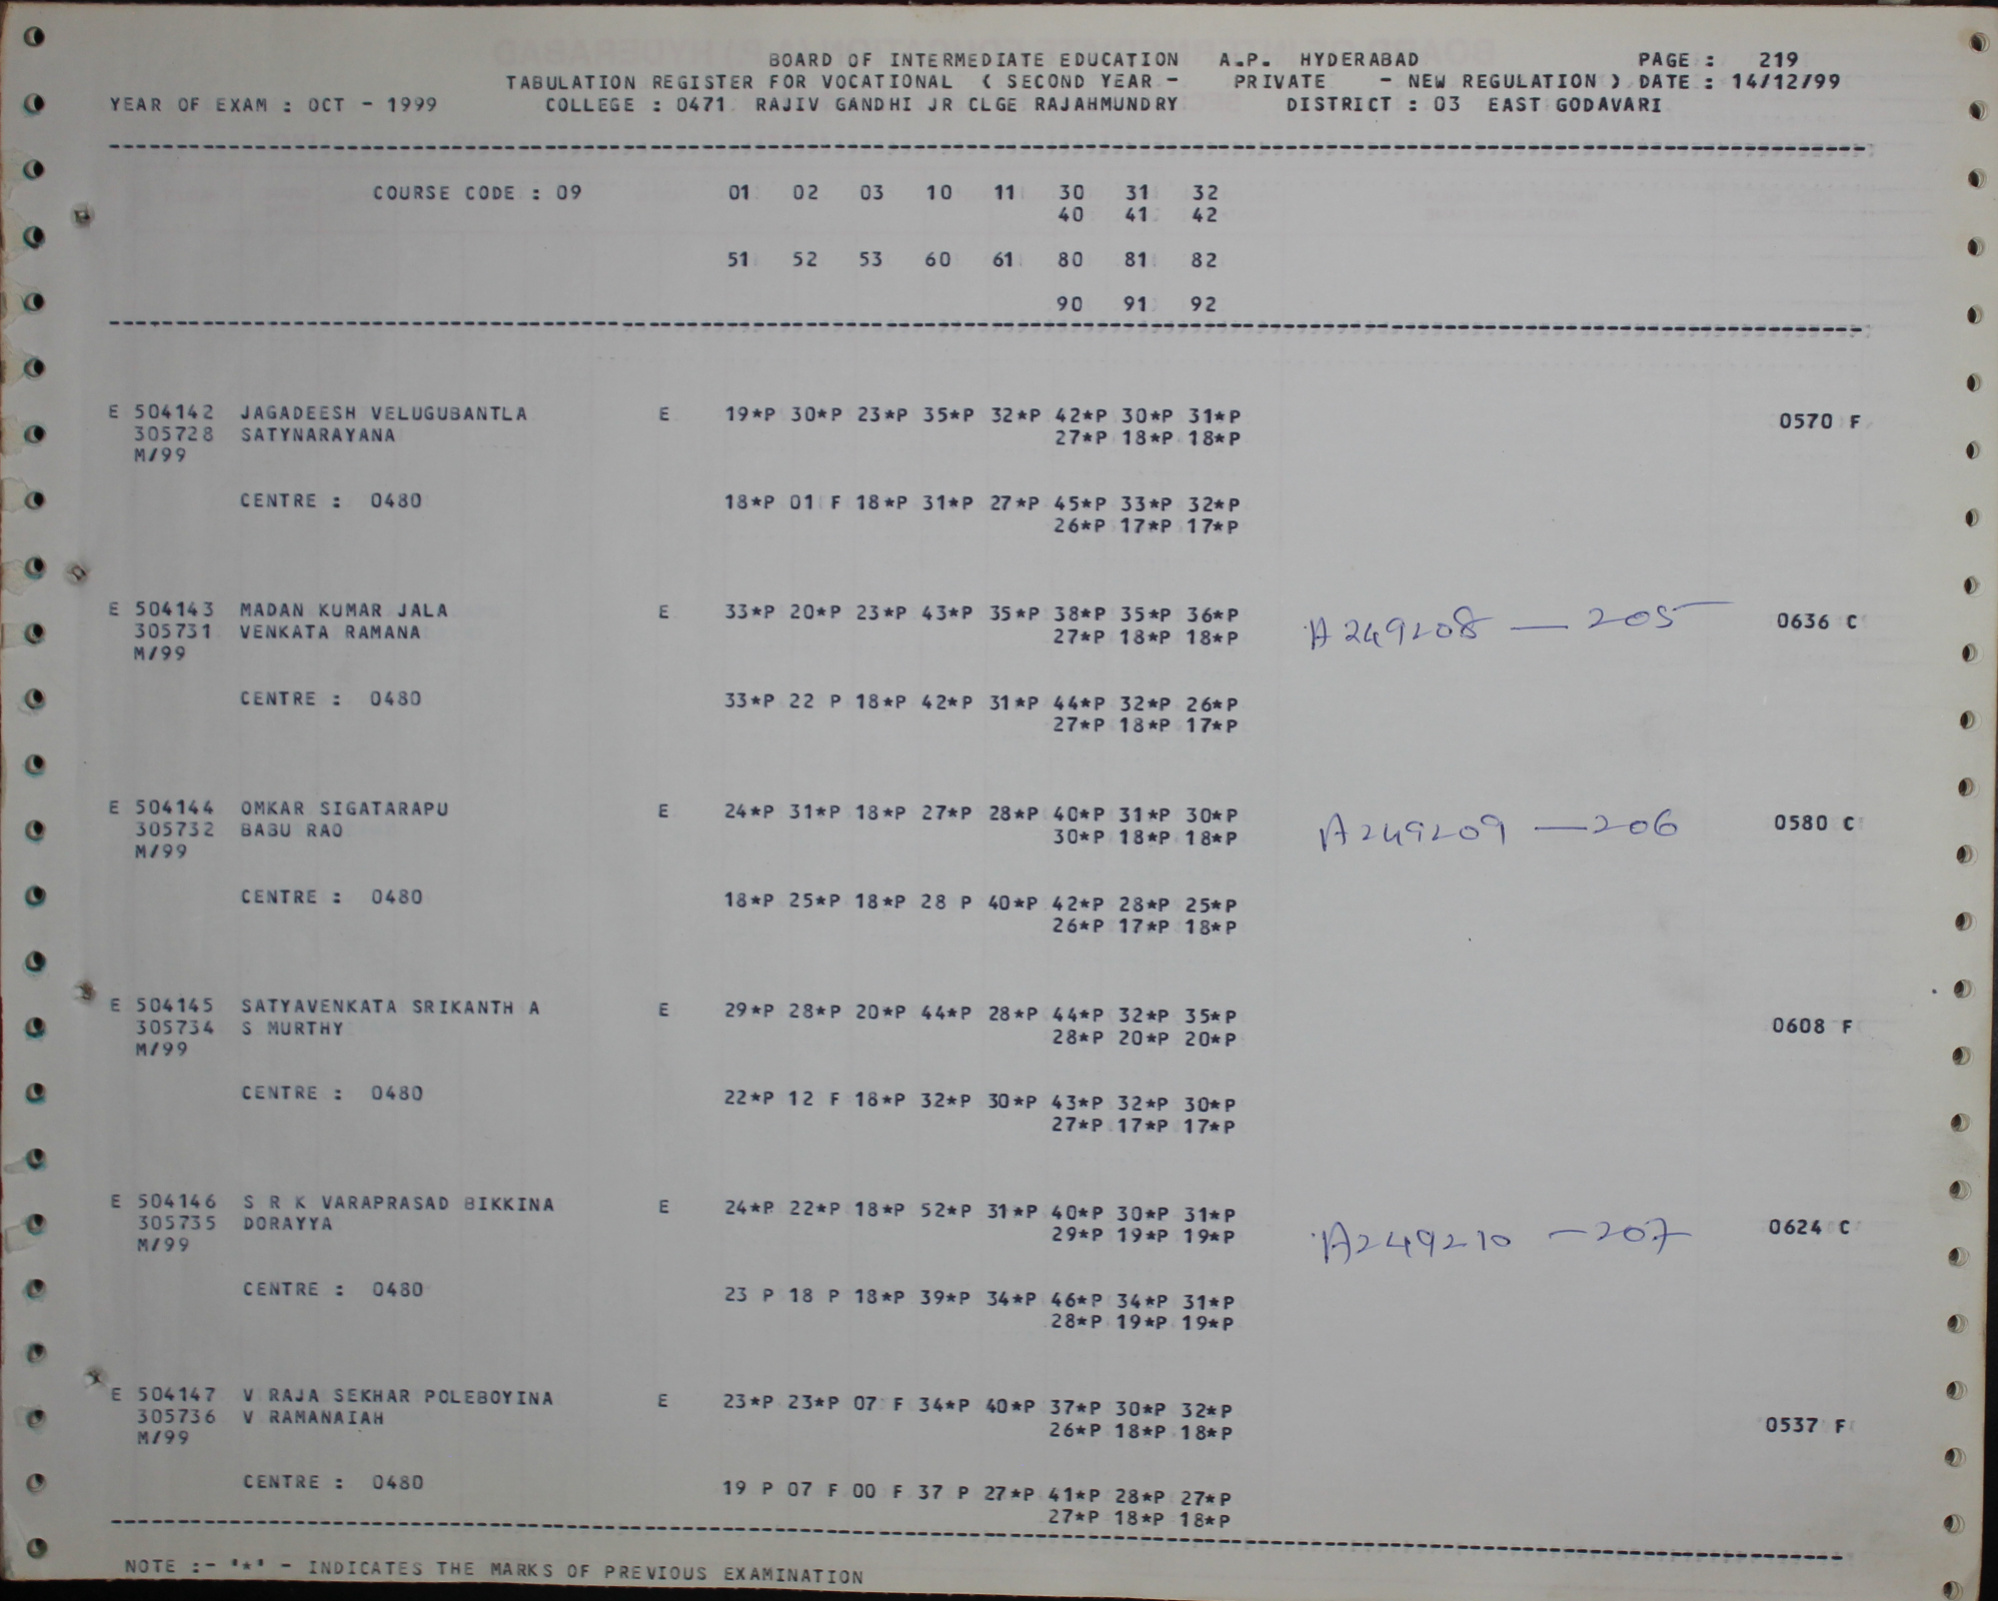 BOARD OF INTERMEDIATE EDUCATION A.P. HYDERABAD PAGE : 219
TABULATION REGISTER FOR VOCATIONAL ( SECOND YEAR - PRIVATE - NEW REGULATION ) DATE : 14/12/99
YEAR OF EXAM : OCT - 1999 COLLEGE : 0471 RAJIV GANDHI JR CLGE RAJAHMUNDRY DISTRICT : 03 EAST GODAVARI
COURSE CODE : 09 01 02 03 10 11 30 31 32
40 41 42
51 52 53 60 61 80 81 82
90 91 92
E 504142 JAGADEESH VELUGUBANTLA E 19*P 30*P 23*P 35*P 32*P 42*P 30*P 31*P 0570 F
305728 SATYNARAYANA 27*P 18*P 18*P
M/99
CENTRE : 0480 18*P 01 F 18*P 31*P 27*P 45*P 33*P 32*P
26*P 17*P 17*P
E 504143 MADAN KUMAR JALA E 33*P 20*P 23*P 43*P 35*P 38*P 35*P 36*P A249208 — 205 0636 C
305731 VENKATA RAMANA 27*P 18*P 18*P
M/99
CENTRE : 0480 33*P 22 P 18*P 42*P 31*P 44*P 32*P 26*P
27*P 18*P 17*P
E 504144 OMKAR SIGATARAPU E 24*P 31*P 18*P 27*P 28*P 40*P 31*P 30*P A249209 — 206 0580 C
305732 BABU RAO 30*P 18*P 18*P
M/99
CENTRE : 0480 18*P 25*P 18*P 28 P 40*P 42*P 28*P 25*P
26*P 17*P 18*P
E 504145 SATYAVENKATA SRIKANTH A E 29*P 28*P 20*P 44*P 28*P 44*P 32*P 35*P 0608 F
305734 S MURTHY 28*P 20*P 20*P
M/99
CENTRE : 0480 22*P 12 F 18*P 32*P 30*P 43*P 32*P 30*P
27*P 17*P 17*P
E 504146 S R K VARAPRASAD BIKKINA E 24*P 22*P 18*P 52*P 31*P 40*P 30*P 31*P A249210 — 207 0624 C
305735 DORAYYA 29*P 19*P 19*P
M/99
CENTRE : 0480 23 P 18 P 18*P 39*P 34*P 46*P 34*P 31*P
28*P 19*P 19*P
E 504147 V RAJA SEKHAR POLEBOYINA E 23*P 23*P 07 F 34*P 40*P 37*P 30*P 32*P 0537 F
305736 V RAMANAIAH 26*P 18*P 18*P
M/99
CENTRE : 0480 19 P 07 F 00 F 37 P 27*P 41*P 28*P 27*P
27*P 18*P 18*P
NOTE :- '*' - INDICATES THE MARKS OF PREVIOUS EXAMINATION